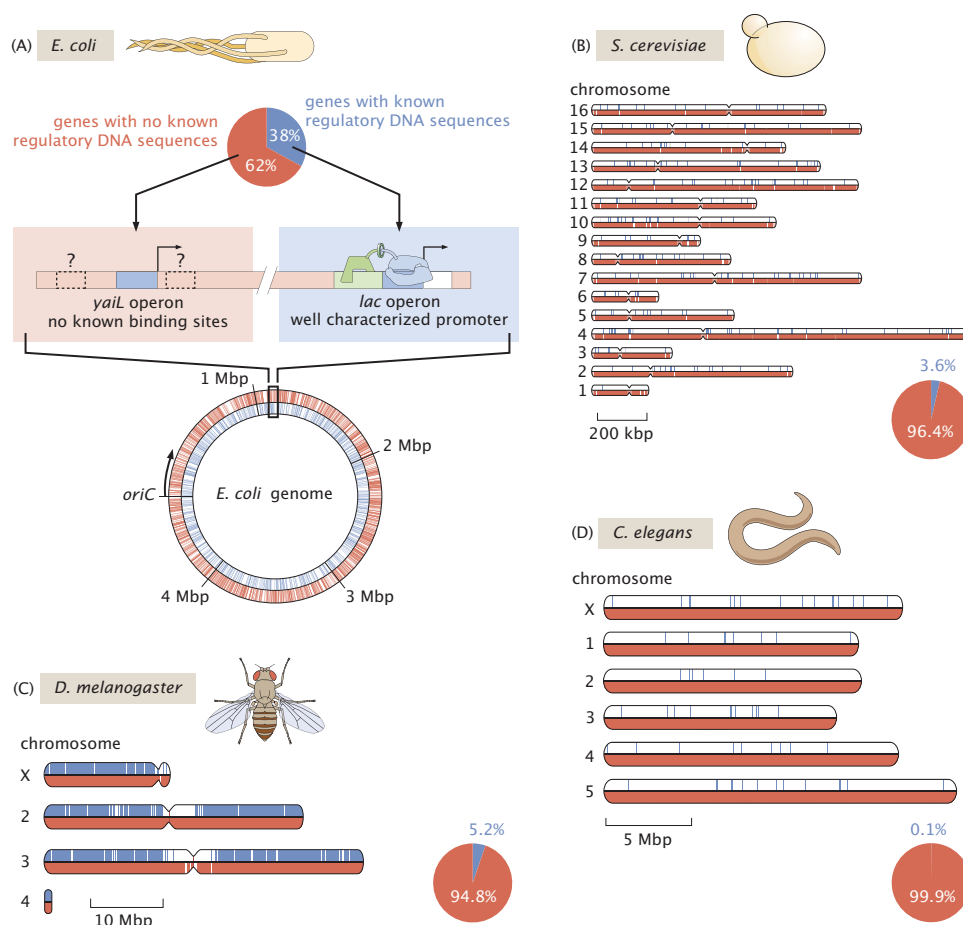 (A) E. coli
genes with no known
regulatory DNA sequences
genes with known
regulatory DNA sequences
38%
62%
? ?
yaiL operon
no known binding sites
lac operon
well characterized promoter
1 Mbp
2 Mbp
oriC
E. coli genome
4 Mbp
3 Mbp
(B) S. cerevisiae
chromosome
16
15
14
13
12
11
10
9
8
7
6
5
4
3
2
1
200 kbp
3.6%
96.4%
(C) D. melanogaster
chromosome
X
2
3
4
10 Mbp
5.2%
94.8%
(D) C. elegans
chromosome
X
1
2
3
4
5
5 Mbp
0.1%
99.9%